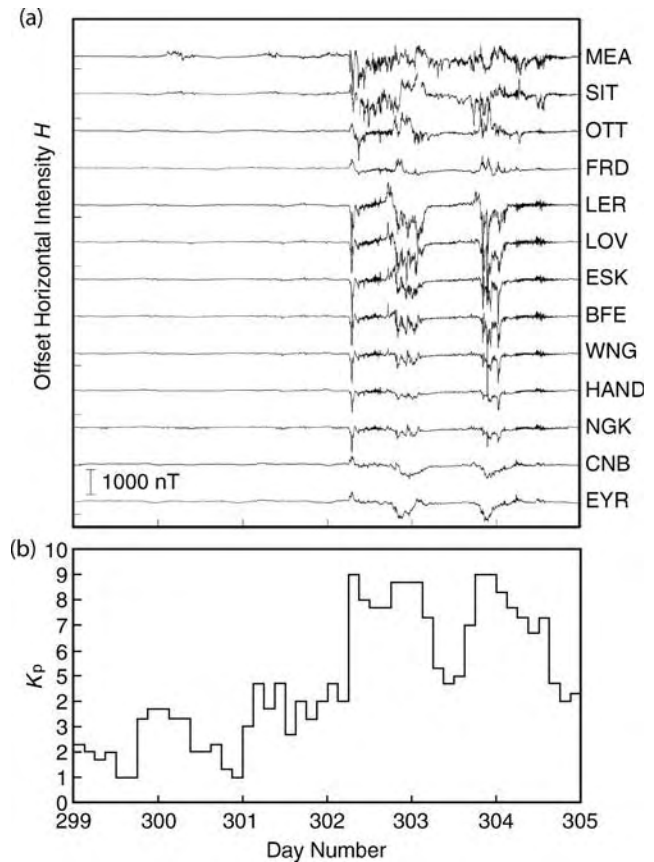 (a)
Offset Horizontal Intensity H
MEA
SIT
OTT
FRD
LER
LOV
ESK
BFE
WNG
HAND
NGK
CNB
EYR
1000 nT
(b)
Kp
10
9
8
7
6
5
2
3
2
1
0
299 300 301 302 303 304 305
Day Number